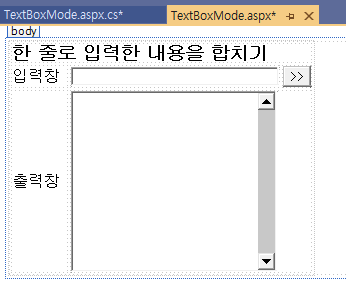 TextBoxMode.aspx.cs* TextBoxMode.aspx*
body
한 줄로 입력한 내용을 합치기
입력창 >>
출력창